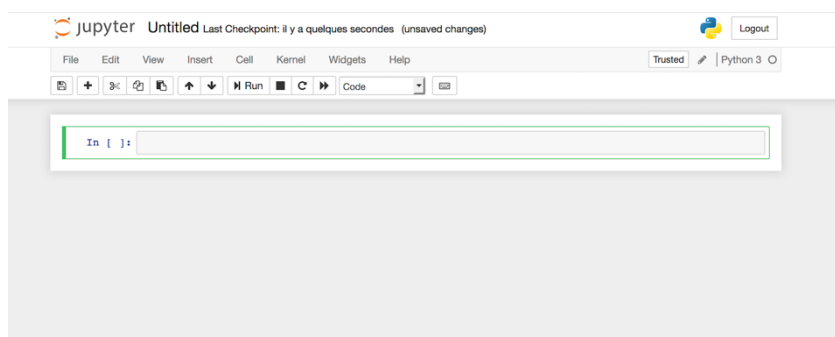 jupyter Untitled Last Checkpoint: il y a quelques secondes (unsaved changes) Logout
File Edit View Insert Cell Kernel Widgets Help Trusted Python 3
Run Code
In [ ]: